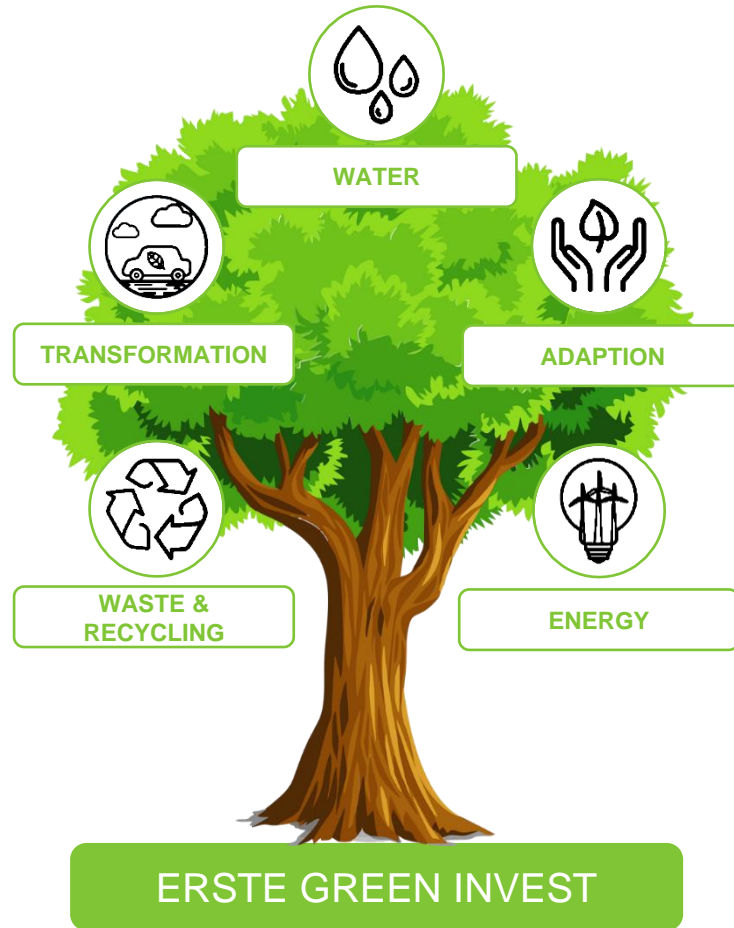 WATER
TRANSFORMATION
ADAPTION
WASTE &
RECYCLING
ENERGY
ERSTE GREEN INVEST